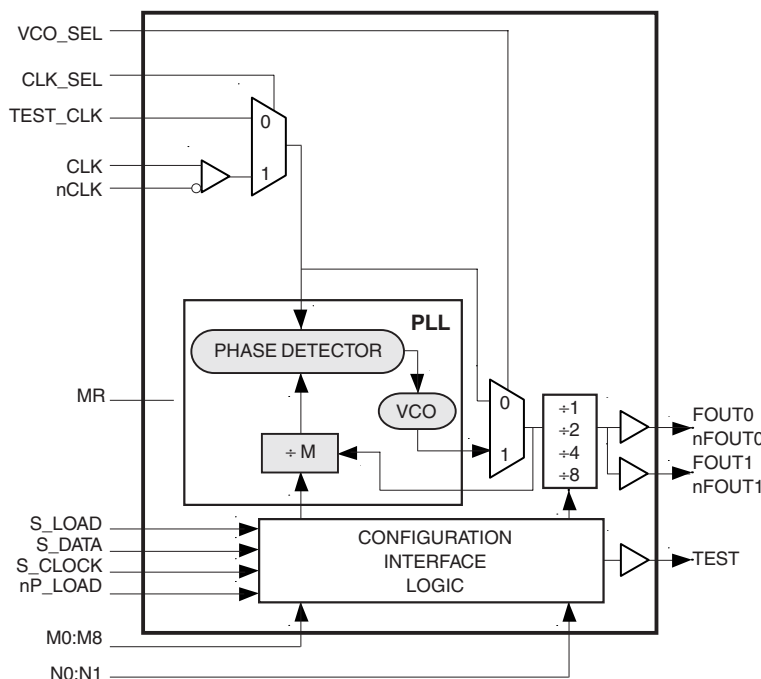 VCO_SEL
CLK_SEL
TEST_CLK
0
CLK
1
nCLK
PLL
PHASE DETECTOR
MR
VCO
0
÷1
÷2
÷4
÷8
FOUT0
nFOUT0
FOUT1
nFOUT1
÷ M
1
S_LOAD
S_DATA
S_CLOCK
nP_LOAD
CONFIGURATION
INTERFACE
LOGIC
TEST
M0:M8
N0:N1